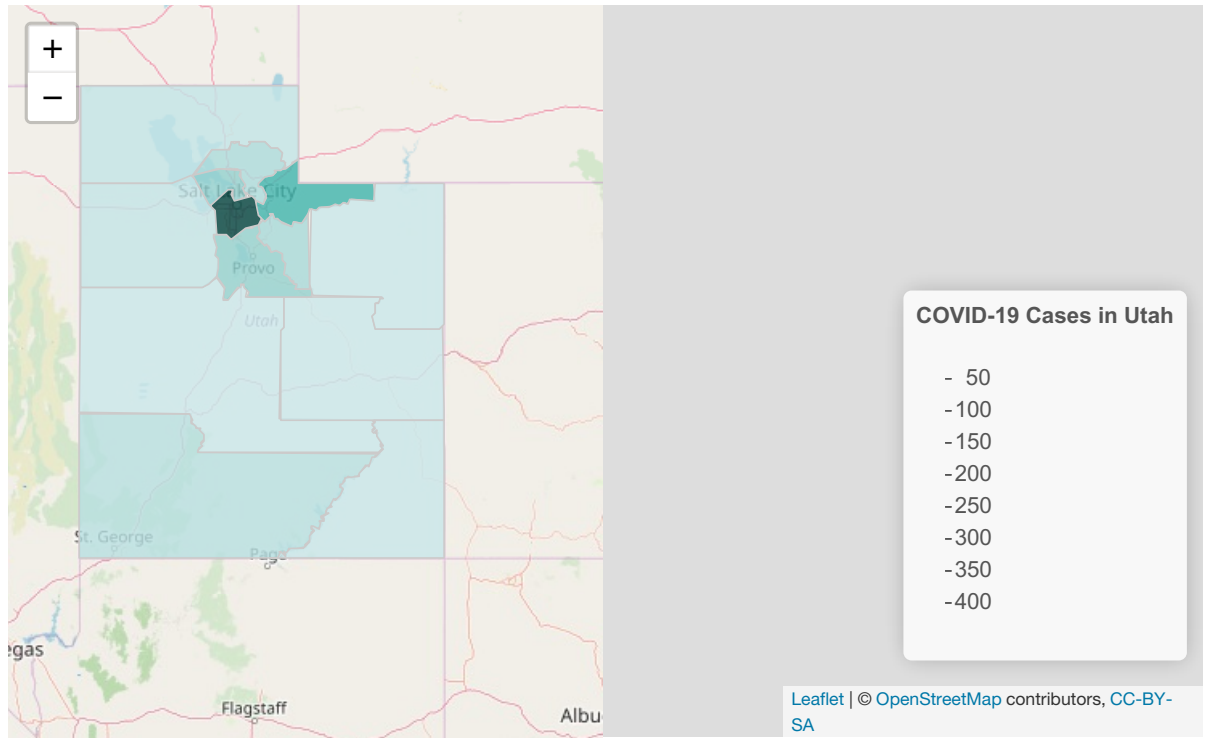 +
−
Salt Lake City
Provo
Utah
St. George
Page
egas
Flagstaff
Albu
COVID-19 Cases in Utah
- 50
-100
-150
-200
-250
-300
-350
-400
Leaflet | © OpenStreetMap contributors, CC-BY-
SA